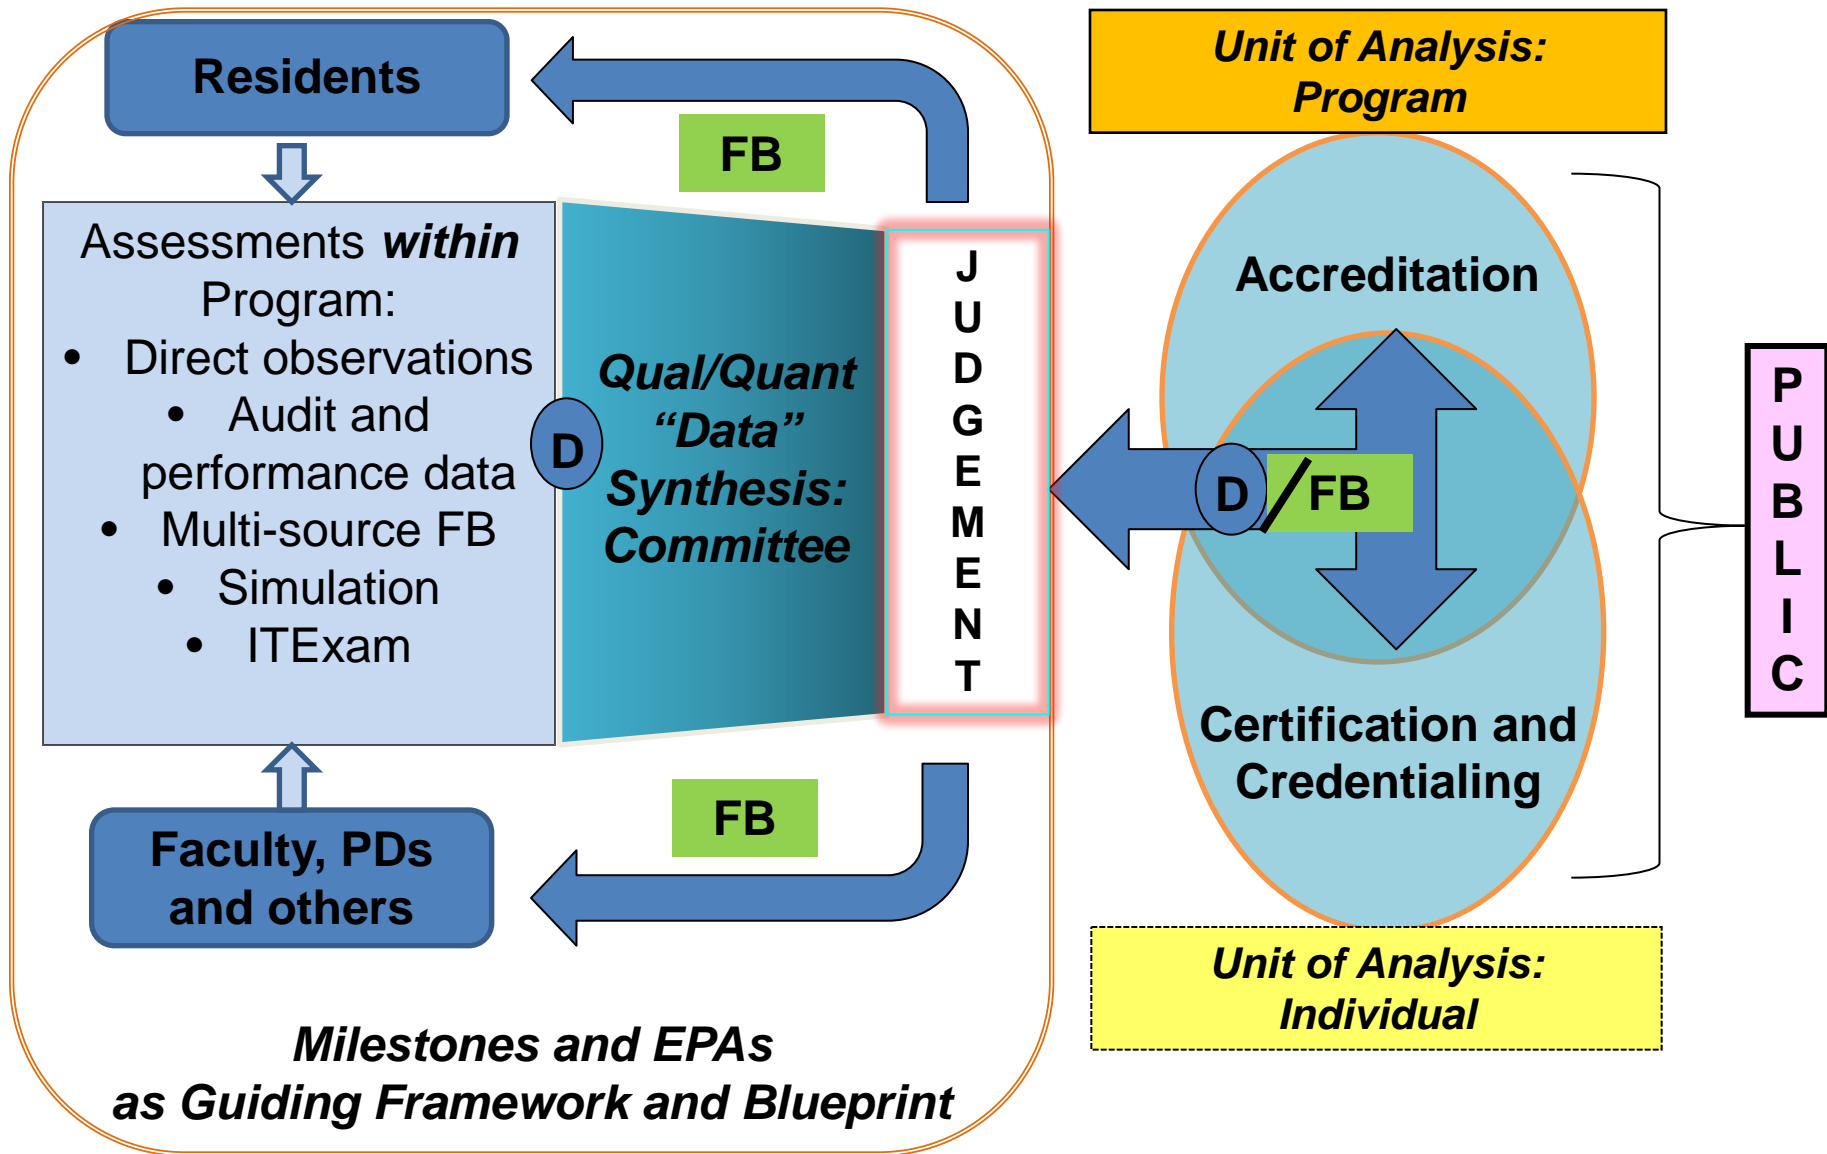 Residents
FB
Assessments within
Program:
• Direct observations
• Audit and
performance data
• Multi-source FB
• Simulation
• ITExam
D
Qual/Quant
“Data”
Synthesis:
Committee
J
U
D
G
E
M
E
N
T
FB
Faculty, PDs
and others
Milestones and EPAs
as Guiding Framework and Blueprint
Unit of Analysis:
Program
Accreditation
D/FB
Certification and
Credentialing
Unit of Analysis:
Individual
P
U
B
L
I
C